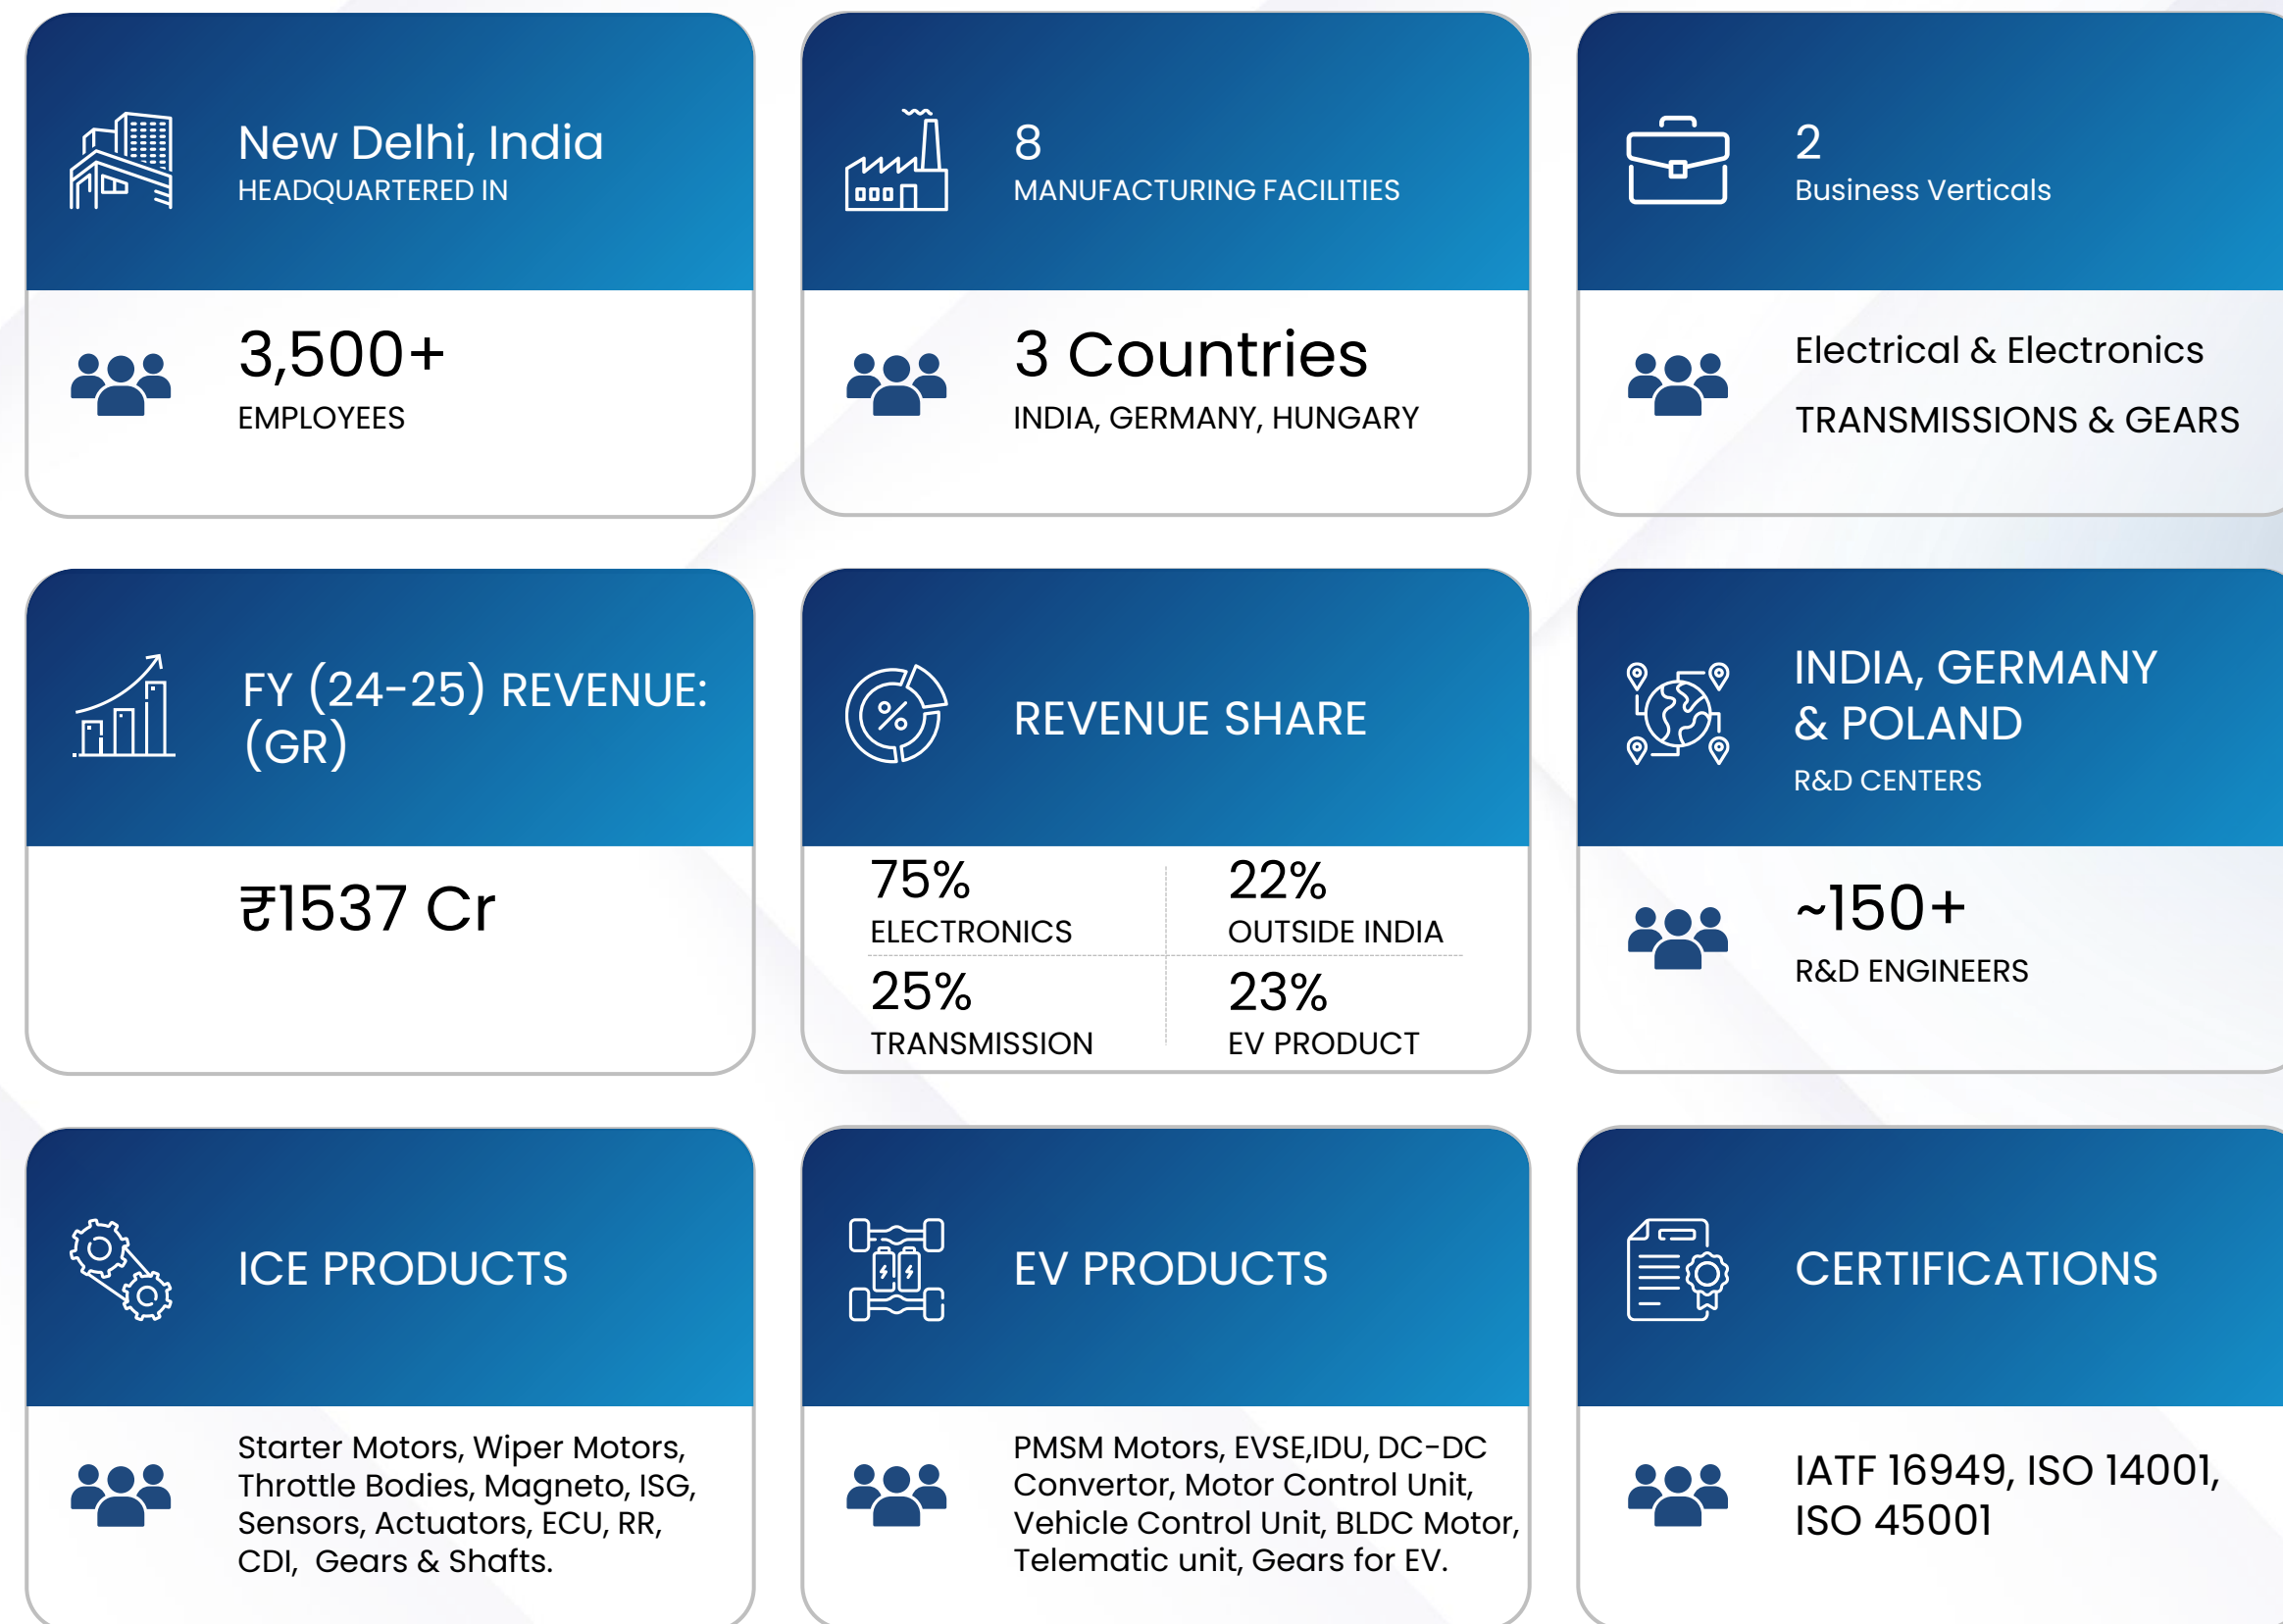 New Delhi, India
HEADQUARTERED IN
3,500+
EMPLOYEES
8
MANUFACTURING FACILITIES
3 Countries
INDIA, GERMANY, HUNGARY
2
Business Verticals
Electrical & Electronics
TRANSMISSIONS & GEARS
FY (24-25) REVENUE:
(GR)
₹1537 Cr
REVENUE SHARE
75%
ELECTRONICS
22%
OUTSIDE INDIA
25%
TRANSMISSION
23%
EV PRODUCT
INDIA, GERMANY
& POLAND
R&D CENTERS
~150+
R&D ENGINEERS
ICE PRODUCTS
Starter Motors, Wiper Motors,
Throttle Bodies, Magneto, ISG,
Sensors, Actuators, ECU, RR,
CDI,  Gears & Shafts.
EV PRODUCTS
PMSM Motors, EVSE,IDU, DC-DC
Convertor, Motor Control Unit,
Vehicle Control Unit, BLDC Motor,
Telematic unit, Gears for EV.
CERTIFICATIONS
IATF 16949, ISO 14001,
ISO 45001